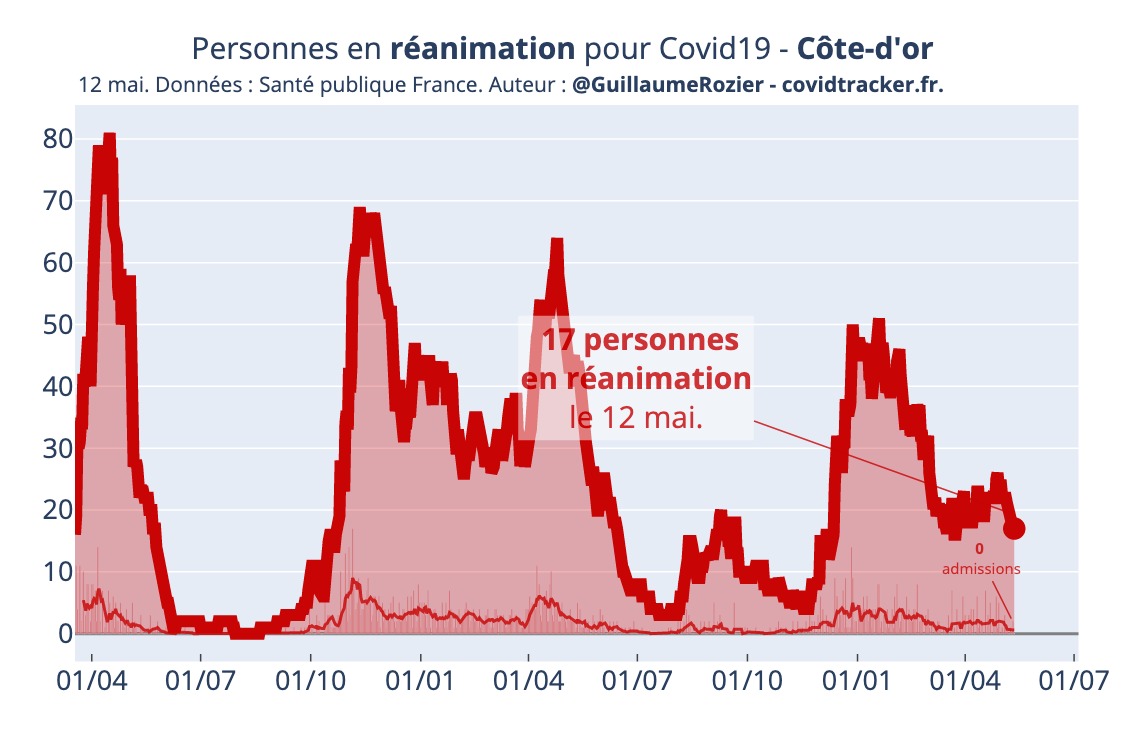 Personnes en réanimation pour Covid19 - Côte-d'or
12 mai. Données : Santé publique France. Auteur : @GuillaumeRozier - covidtracker.fr.
80
70
60
50
40
30
20
10
0
17 personnes
en réanimation
le 12 mai.
0
admissions
01/04 01/07 01/10 01/01 01/04 01/07 01/10 01/01 01/04 01/07